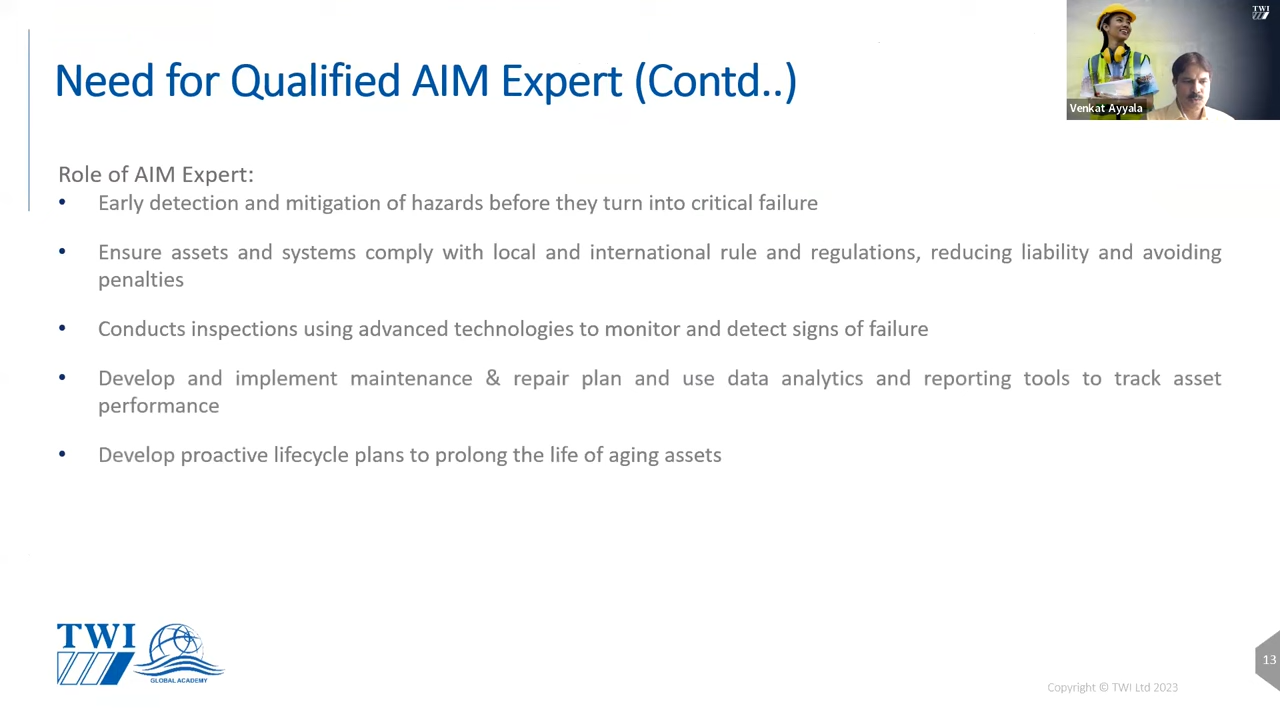 Need for Qualified AIM Expert (Contd..)
TWI
Venkat Ayyala
Role of AIM Expert:
• Early detection and mitigation of hazards before they turn into critical failure
• Ensure assets and systems comply with local and international rule and regulations, reducing liability and avoiding
penalties
• Conducts inspections using advanced technologies to monitor and detect signs of failure
• Develop and implement maintenance & repair plan and use data analytics and reporting tools to track asset
performance
• Develop proactive lifecycle plans to prolong the life of aging assets
TWI
GLOBAL ACADEMY
13
Copyright © TWI Ltd 2023